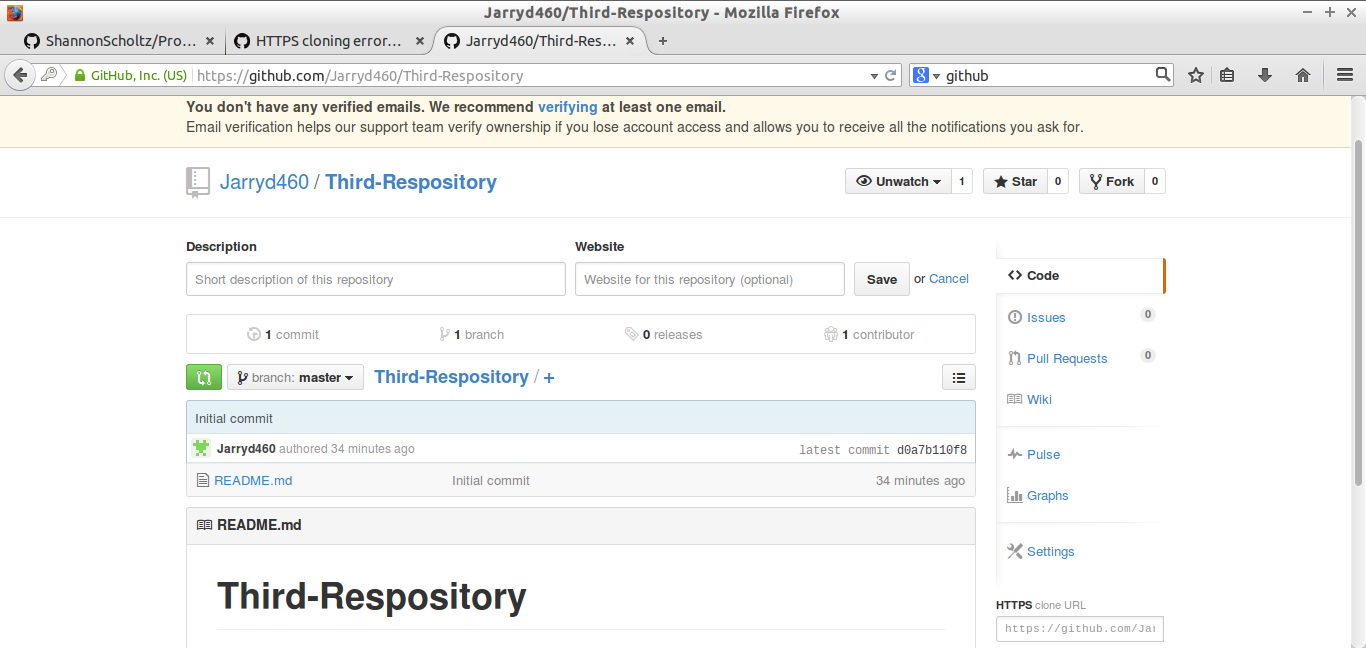 Jarryd460/Third-Respository - Mozilla Firefox
ShannonScholtz/Pro... × HTTPS cloning error... × Jarryd460/Third-Res... × +
GitHub, Inc. (US) https://github.com/Jarryd460/Third-Respository
8 github
You don't have any verified emails. We recommend verifying at least one email.
Email verification helps our support team verify ownership if you lose account access and allows you to receive all the notifications you ask for.
Jarryd460 / Third-Respository
Unwatch 1 Star 0 Fork 0
Description Website
Short description of this repository Website for this repository (optional) Save or Cancel
1 commit 1 branch 0 releases 1 contributor
branch: master Third-Respository / +
Initial commit
Jarryd460 authored 34 minutes ago latest commit d0a7b110f8
README.md Initial commit 34 minutes ago
README.md
Third-Respository
Code
Issues 0
Pull Requests 0
Wiki
Pulse
Graphs
Settings
HTTPS clone URL
https://github.com/Jar